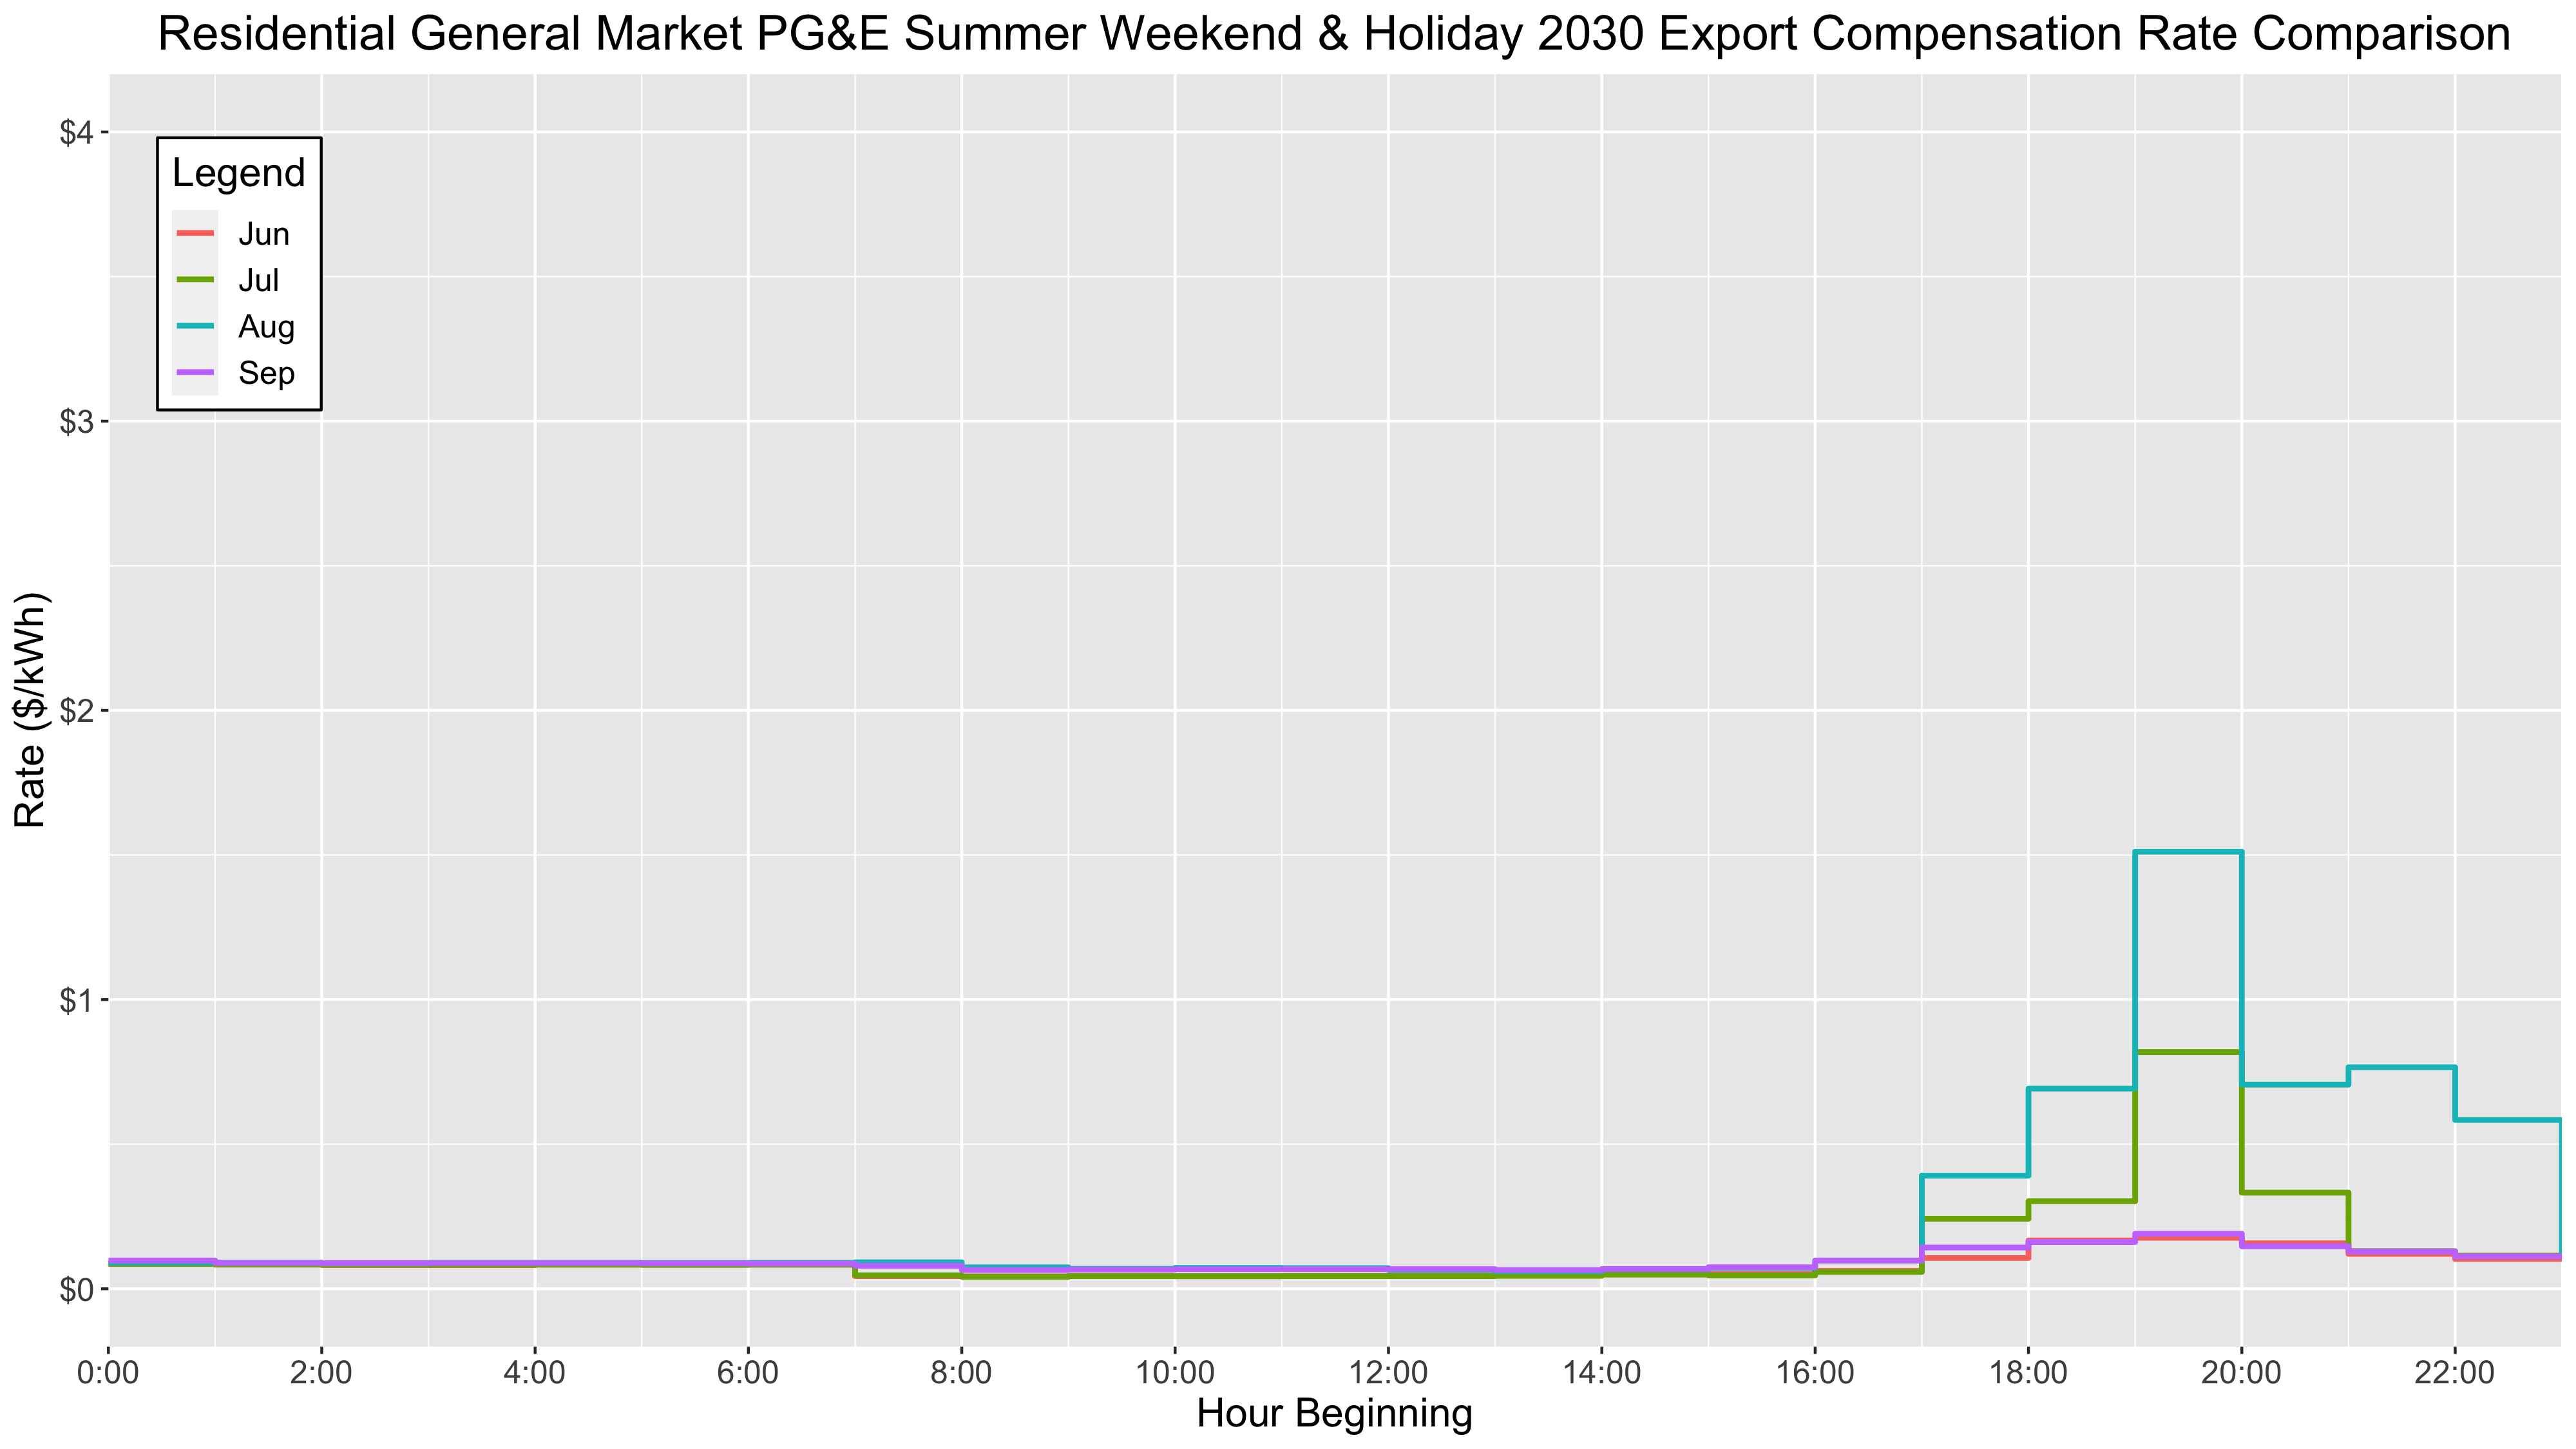 Residential General Market PG&E Summer Weekend & Holiday 2030 Export Compensation Rate Comparison
$4
Legend
Jun
Jul
Aug
Sep
$3
Rate ($/kWh)
$2
$1
$0
0:00 2:00 4:00 6:00 8:00 10:00 12:00 14:00 16:00 18:00 20:00 22:00
Hour Beginning